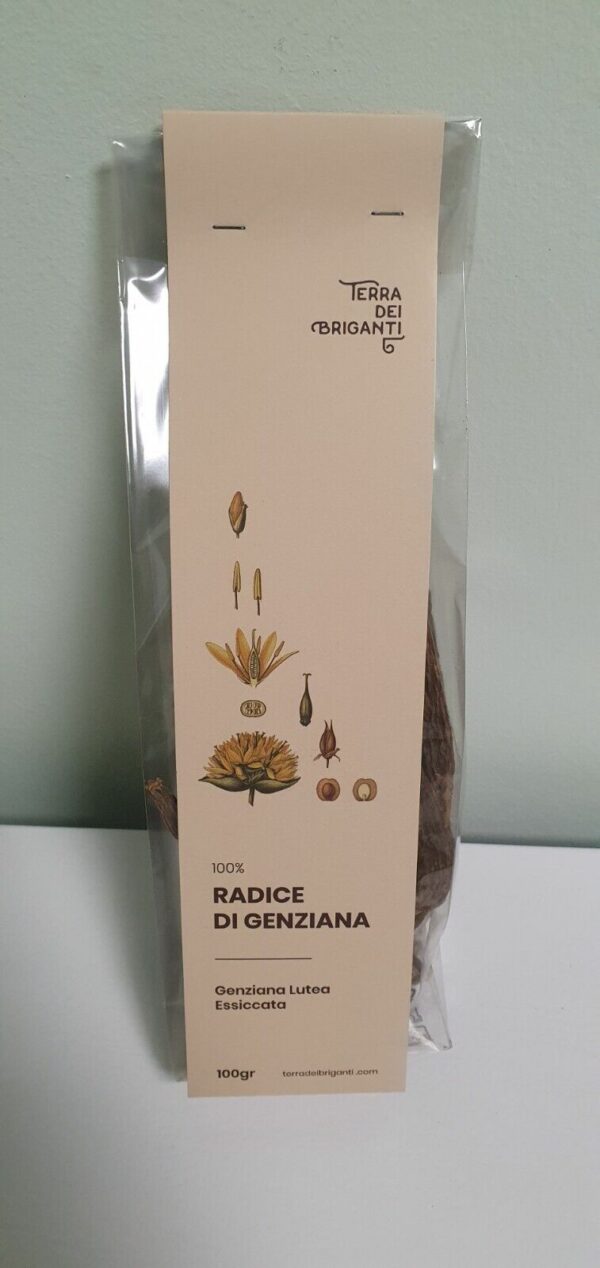 TERRA
DEI
BRIGANTI
100%
RADICE
DI GENZIANA
Genziana Lutea
Essiccata
100gr terradeibriganti.com